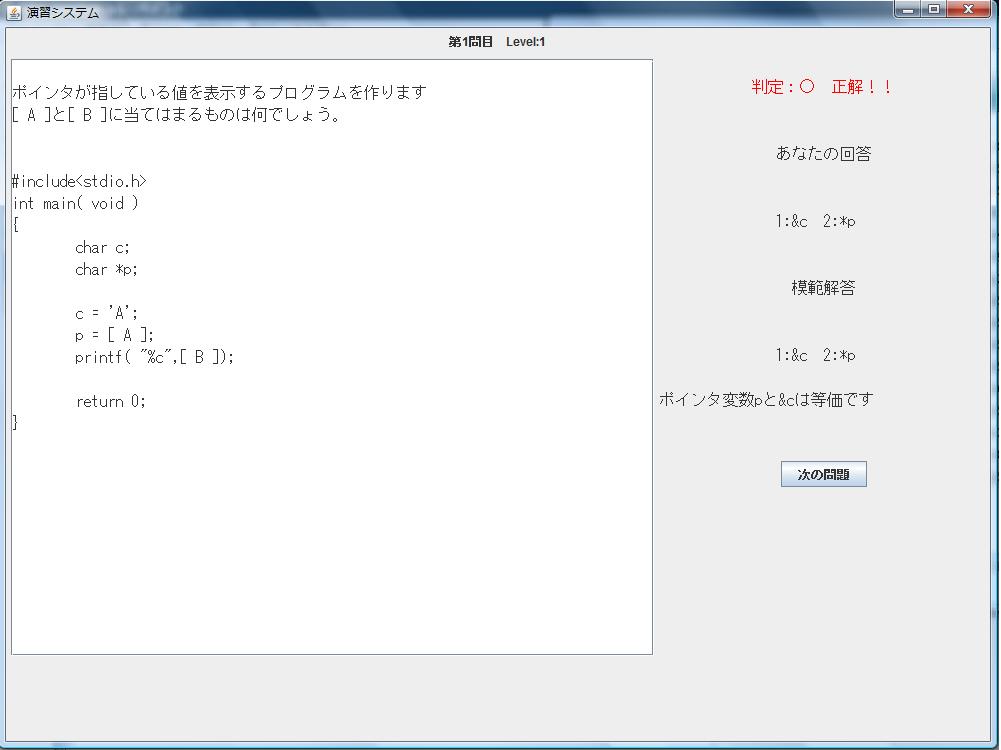 演習システム
第1問目 Level:1
ポインタが指している値を表示するプログラムを作ります
[ A ]と[ B ]に当てはまるものは何でしょう。
#include<stdio.h>
int main( void )
{
char c;
char *p;
c = 'A';
p = [ A ];
printf( "%c",[ B ]);
return 0;
}
判定：○ 正解！！
あなたの回答
1:&c 2:*p
模範解答
1:&c 2:*p
ポインタ変数pと&cは等価です
次の問題